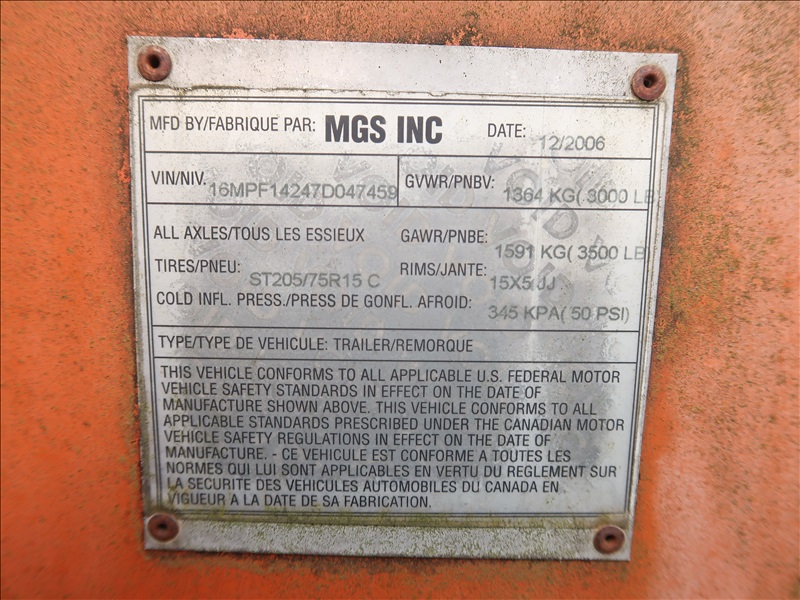 MFD BY/FABRIQUE PAR: MGS INC DATE: 12/2006
VIN/NIV. 16MPF14247D047459 GVWR/PNBV: 1364 KG( 3000 LB
ALL AXLES/TOUS LES ESSIEUX GAWR/PNBE: 1591 KG( 3500 LB
TIRES/PNEU: ST205/75R15 C RIMS/JANTE: 15X5 JJ
COLD INFL. PRESS./PRESS DE GONFL. AFROID: 345 KPA( 50 PSI)
TYPE/TYPE DE VEHICULE: TRAILER/REMORQUE
THIS VEHICLE CONFORMS TO ALL APPLICABLE U.S. FEDERAL MOTOR
VEHICLE SAFETY STANDARDS IN EFFECT ON THE DATE OF
MANUFACTURE SHOWN ABOVE. THIS VEHICLE CONFORMS TO ALL
APPLICABLE STANDARDS PRESCRIBED UNDER THE CANADIAN MOTOR
VEHICLE SAFETY REGULATIONS IN EFFECT ON THE DATE OF
MANUFACTURE. - CE VEHICULE EST CONFORME A TOUTES LES
NORMES QUI LUI SONT APPLICABLES EN VERTU DU REGLEMENT SUR
LA SECURITE DES VEHICULES AUTOMOBILES DU CANADA EN
VIGUEUR A LA DATE DE SA FABRICATION.